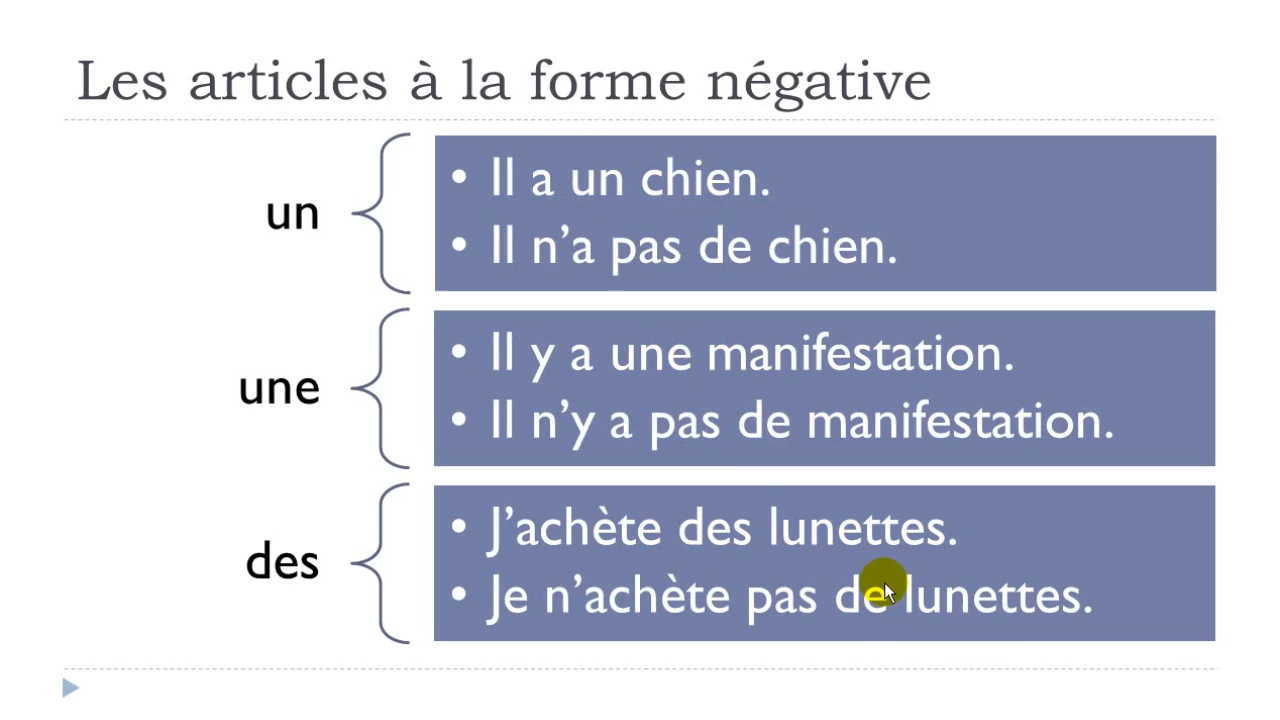 Les articles à la forme négative
un
• Il a un chien.
• Il n’a pas de chien.
une
• Il y a une manifestation.
• Il n’y a pas de manifestation.
des
• J’achète des lunettes.
• Je n’achète pas de lunettes.